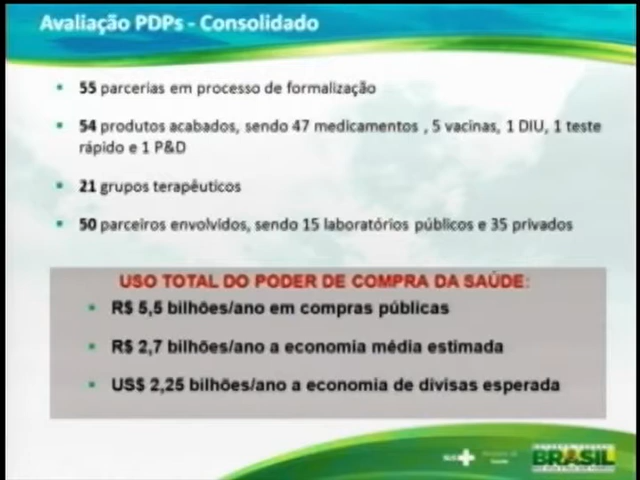 Avaliação PDPs - Consolidado
55 parcerias em processo de formalização
54 produtos acabados, sendo 47 medicamentos , 5 vacinas, 1 DIU, 1 teste
rápido e 1 P&D
21 grupos terapêuticos
50 parceiros envolvidos, sendo 15 laboratórios públicos e 35 privados
USO TOTAL DO PODER DE COMPRA DA SAÚDE:
R$ 5,5 bilhões/ano em compras públicas
R$ 2,7 bilhões/ano a economia média estimada
US$ 2,25 bilhões/ano a economia de divisas esperada
BRASIL